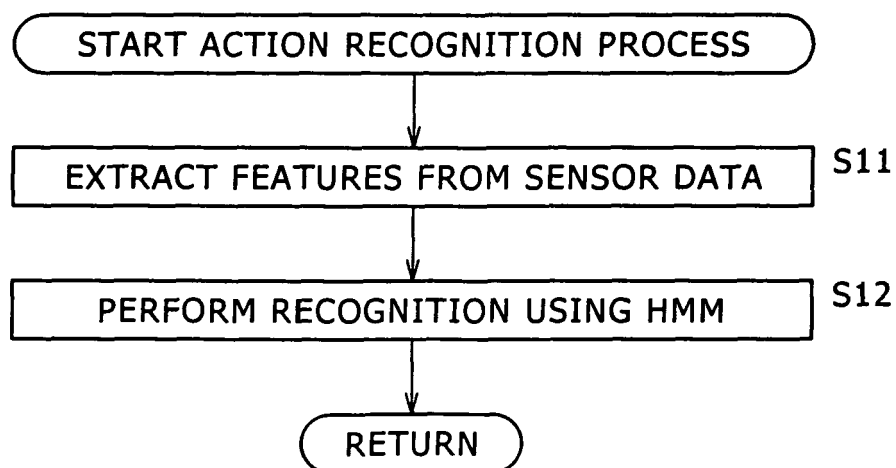 START ACTION RECOGNITION PROCESS
EXTRACT FEATURES FROM SENSOR DATA
S11
PERFORM RECOGNITION USING HMM
S12
RETURN